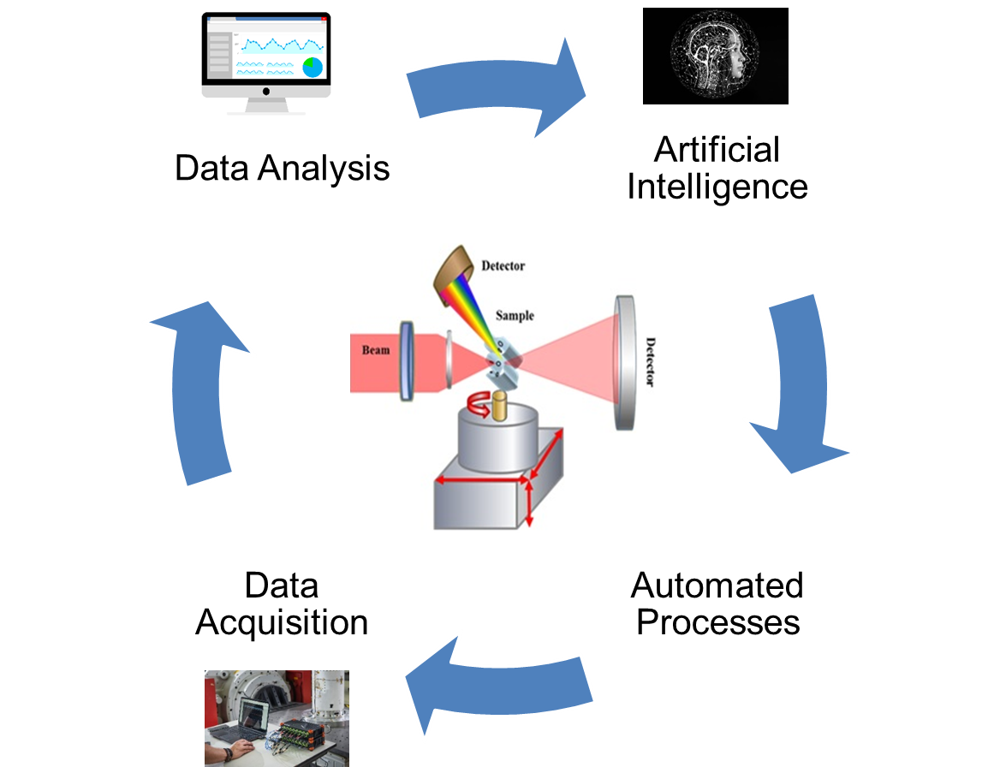 Data Analysis
Artificial
Intelligence
Detector
Sample
Beam
Detector
Data
Acquisition
Automated
Processes